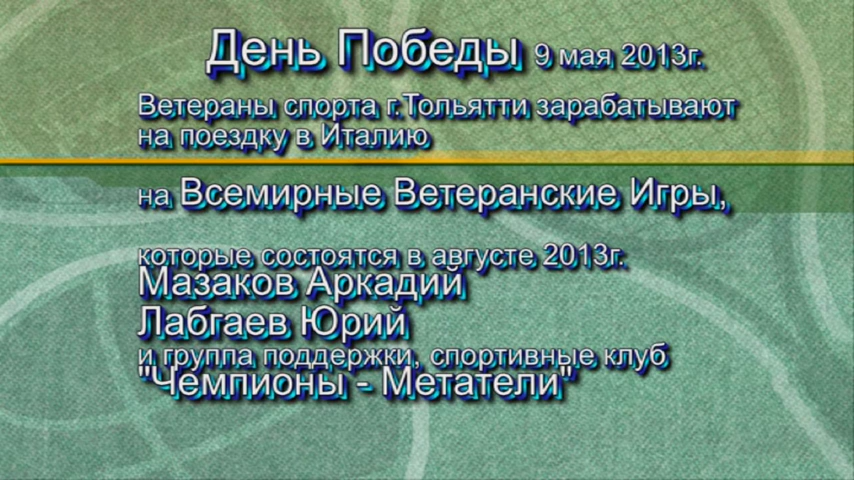 День Победы 9 мая 2013г.
Ветераны спорта г.Тольятти зарабатывают
на поездку в Италию
на Всемирные Ветеранские Игры,
которые состоятся в августе 2013г.
Мазаков Аркадий
Лабгаев Юрий
и группа поддержки, спортивные клуб
"Чемпионы - Метатели"